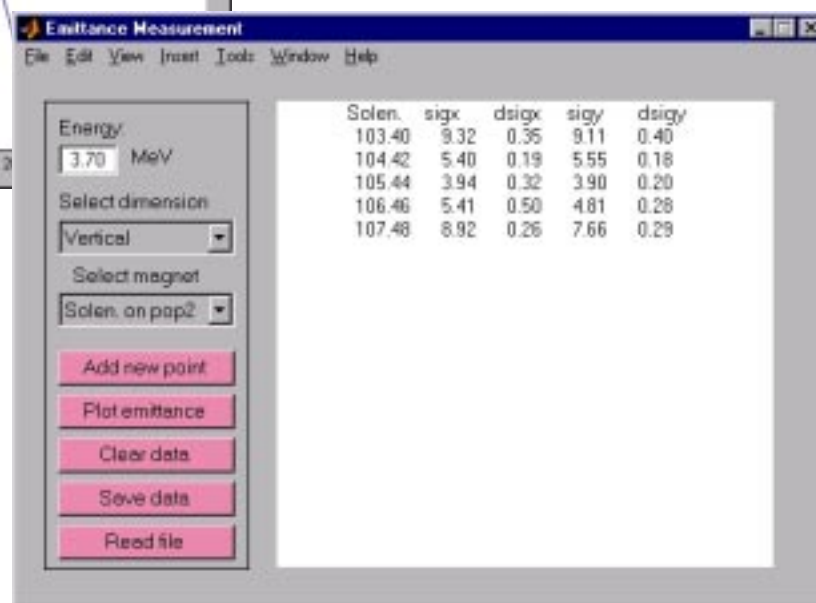 Emittance Measurement
File Edit View Insert Tools Window Help
Energy:
3.70 MeV
Select dimension
Vertical
Select magnet
Solen. on pop2
Add new point
Plot emittance
Clear data
Save data
Read file
Solen. sigx dsigx sigy dsigy
103.40 9.32 0.35 9.11 0.40
104.42 5.40 0.19 5.55 0.18
105.44 3.94 0.32 3.90 0.20
106.46 5.41 0.50 4.81 0.28
107.48 8.92 0.26 7.66 0.29